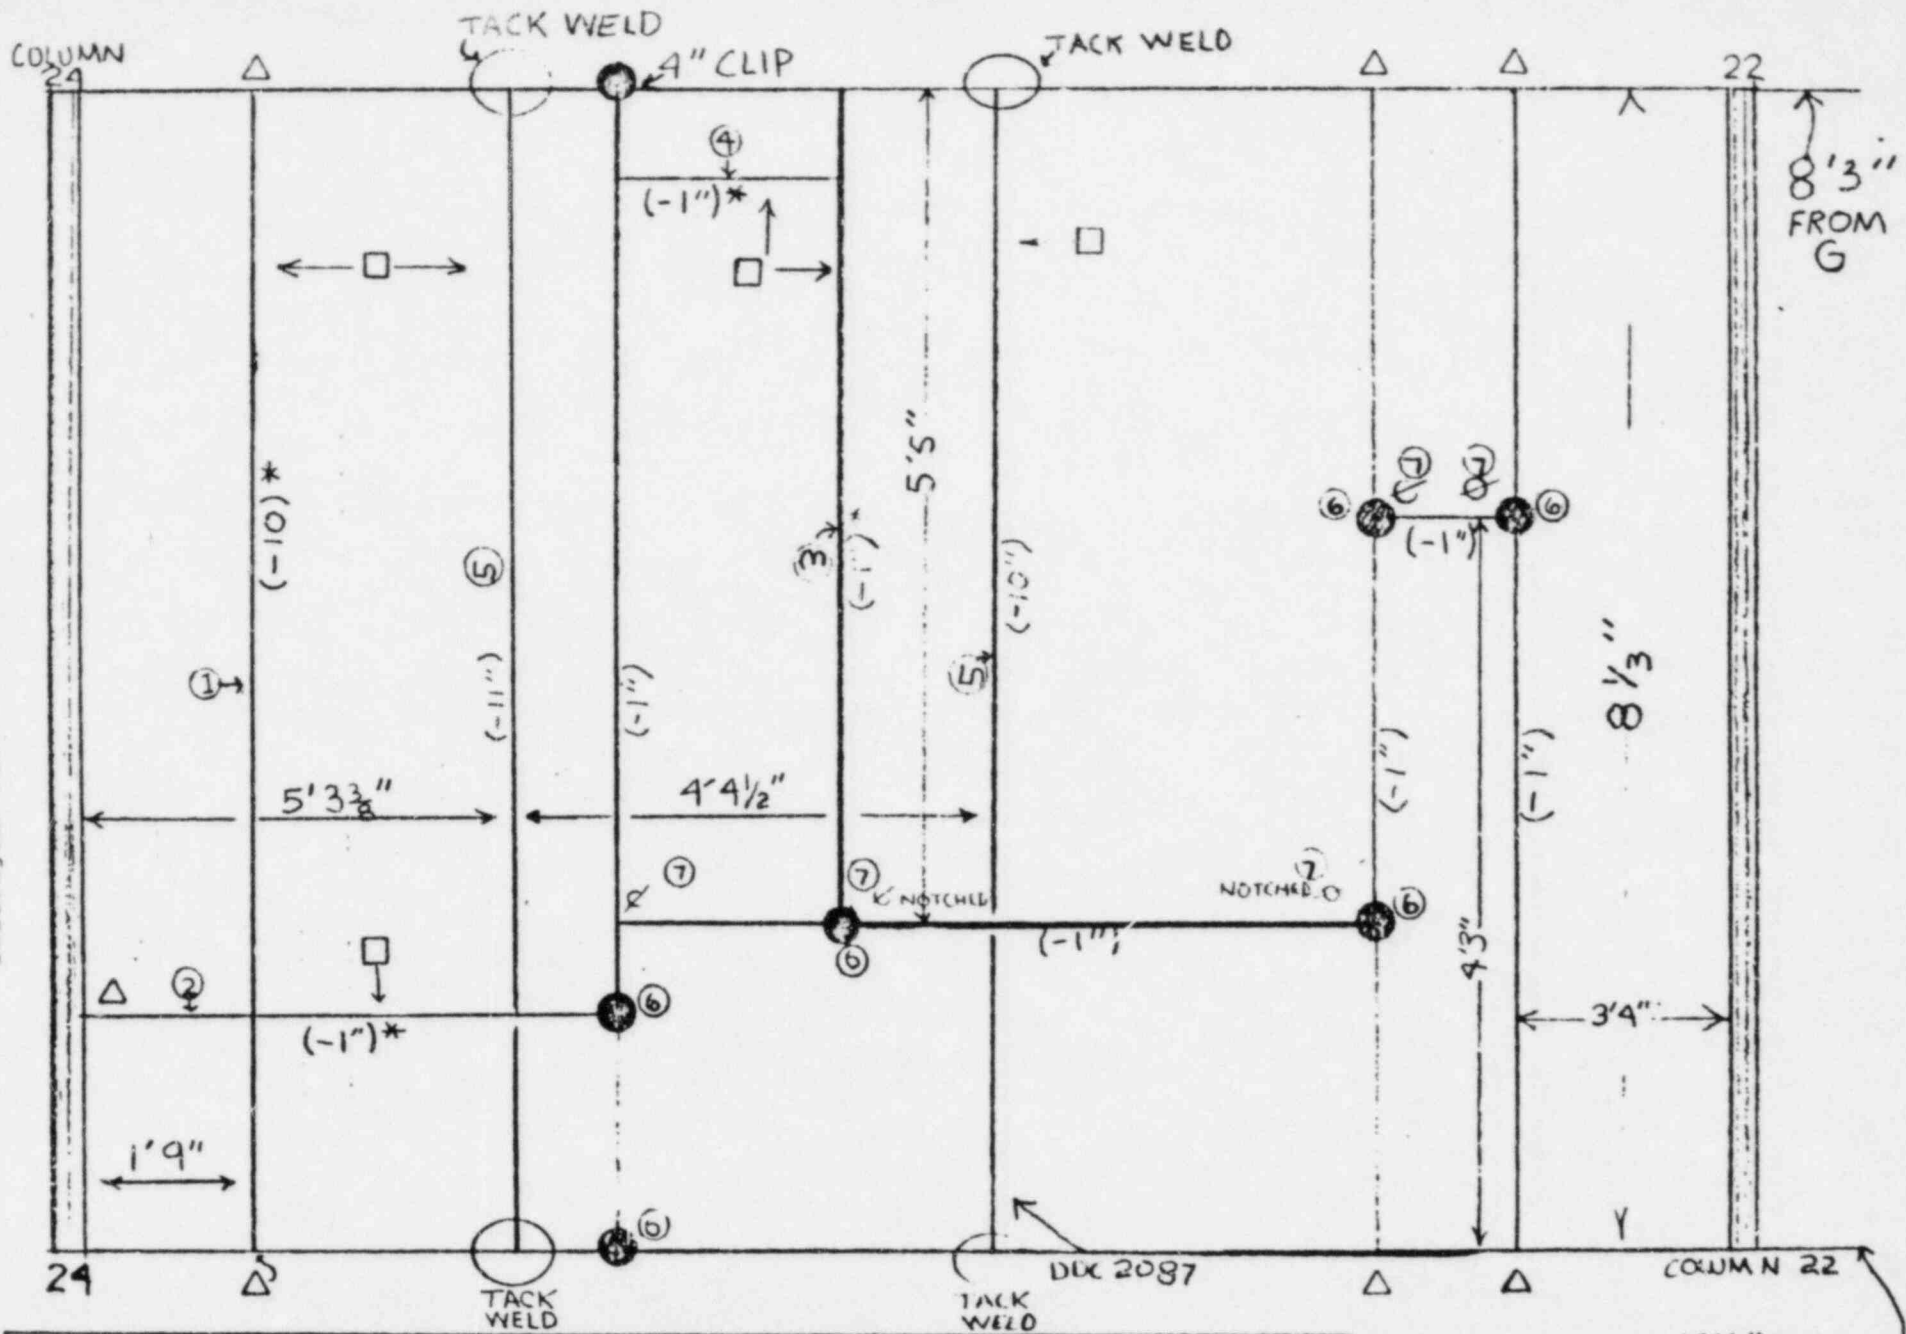 COLUMN
24
TACK WELD
4" CLIP
TACK WELD
22
8'3"
FROM
G
④
(-1")*
5'5"
(-10)*
⑤
③
(-1")*
(-10")
⑦
⑦
⑥
⑥
(-1")
①
(-11")
(-1")
⑤
8 1/3"
(-1")
(-1")
5'3 3/8"
4'4 1/2"
⑦
⑦
NOTCHED
⑦
NOTCHED
⑥
⑥
(-1")
4'3"
②
⑥
(-1")*
3'4"
1'9"
⑥
24
TACK
WELD
TACK
WELD
DDC 2087
COLUMN 22